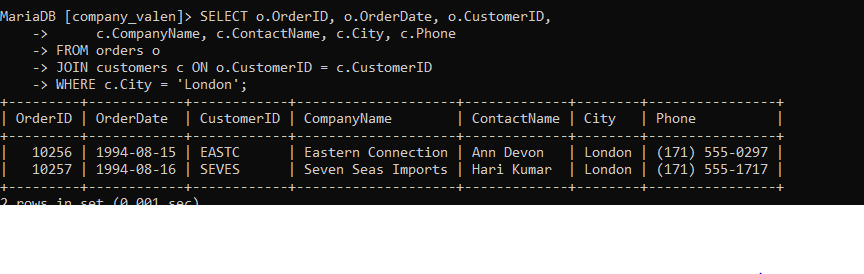 MariaDB [company_valen]> SELECT o.OrderID, o.OrderDate, o.CustomerID,
    ->      c.CompanyName, c.ContactName, c.City, c.Phone
    -> FROM orders o
    -> JOIN customers c ON o.CustomerID = c.CustomerID
    -> WHERE c.City = 'London';
+---------+------------+------------+--------------------+-------------+--------+----------------+
| OrderID | OrderDate  | CustomerID | CompanyName        | ContactName | City   | Phone          |
+---------+------------+------------+--------------------+-------------+--------+----------------+
|   10256 | 1994-08-15 | EASTC      | Eastern Connection | Ann Devon   | London | (171) 555-0297 |
|   10257 | 1994-08-16 | SEVES      | Seven Seas Imports | Hari Kumar  | London | (171) 555-1717 |
+---------+------------+------------+--------------------+-------------+--------+----------------+
2 rows in set (0.001 sec)